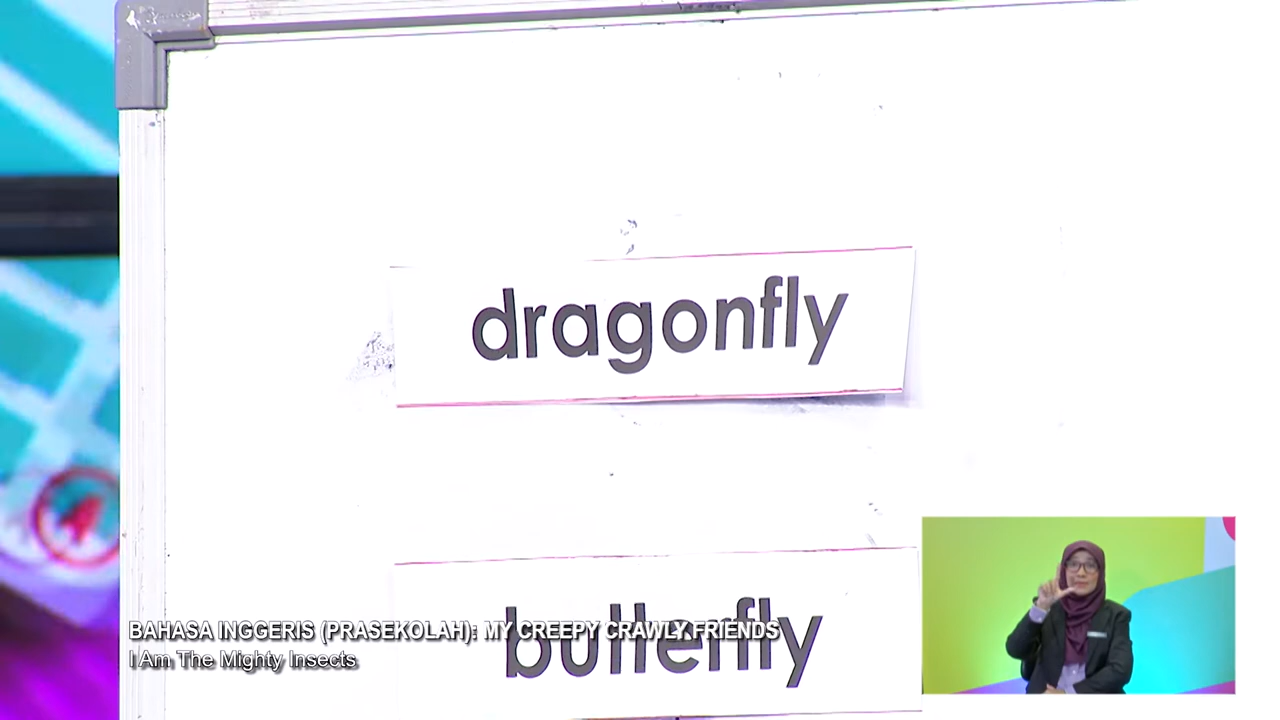 dragonfly
butterfly
BAHASA INGGERIS (PRASEKOLAH): MY CREEPY CRAWLY FRIENDS
I Am The Mighty Insects